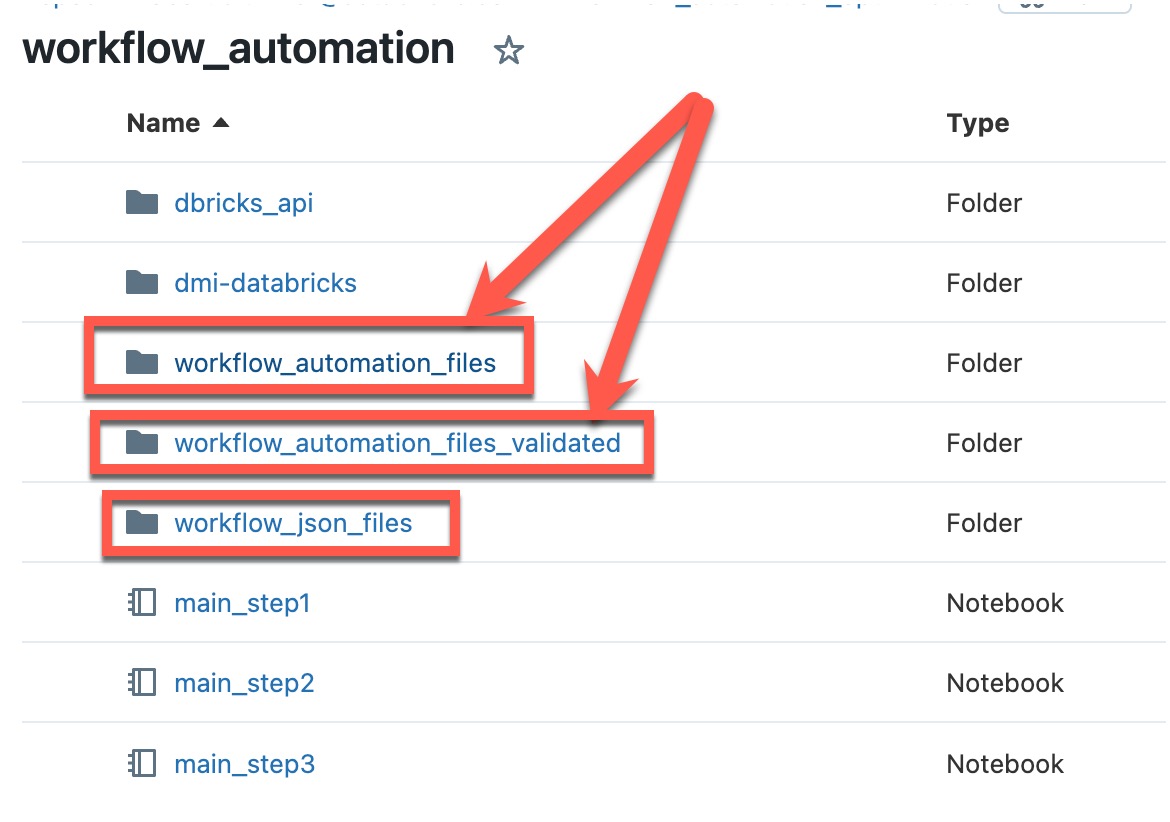 workflow_automation
Name Type
dbricks_api Folder
dmi-databricks Folder
workflow_automation_files Folder
workflow_automation_files_validated Folder
workflow_json_files Folder
main_step1 Notebook
main_step2 Notebook
main_step3 Notebook